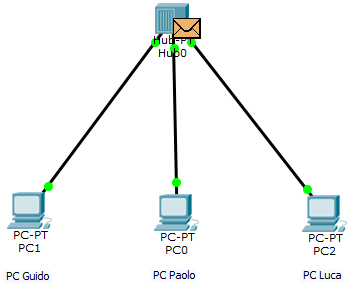 Hub-PT
Hub0
PC-PT
PC1
PC-PT
PC0
PC-PT
PC2
PC Guido
PC Paolo
PC Luca